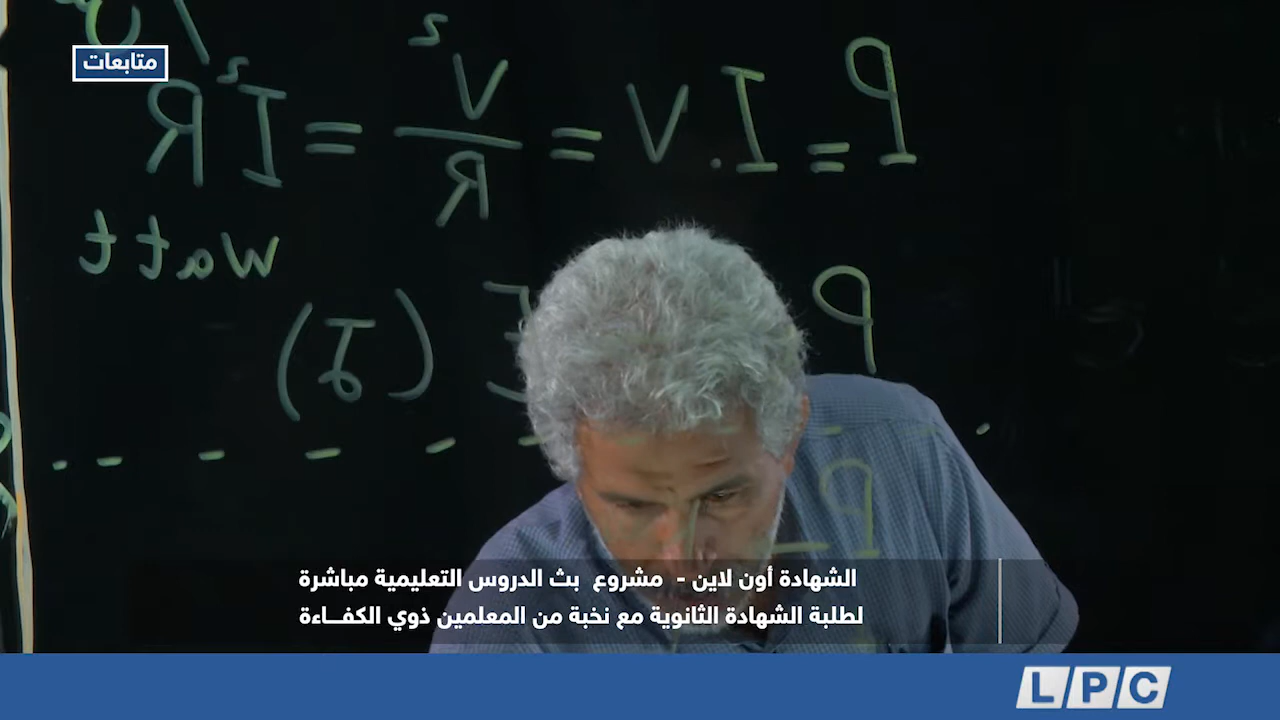 متابعات
P = I.V = V²/R = I²R
watt
P
(J)
P
الشهادة أون لاين - مشروع بث الدروس التعليمية مباشرة
لطلبة الشهادة الثانوية مع نخبة من المعلمين ذوي الكفـــاءة
LPC